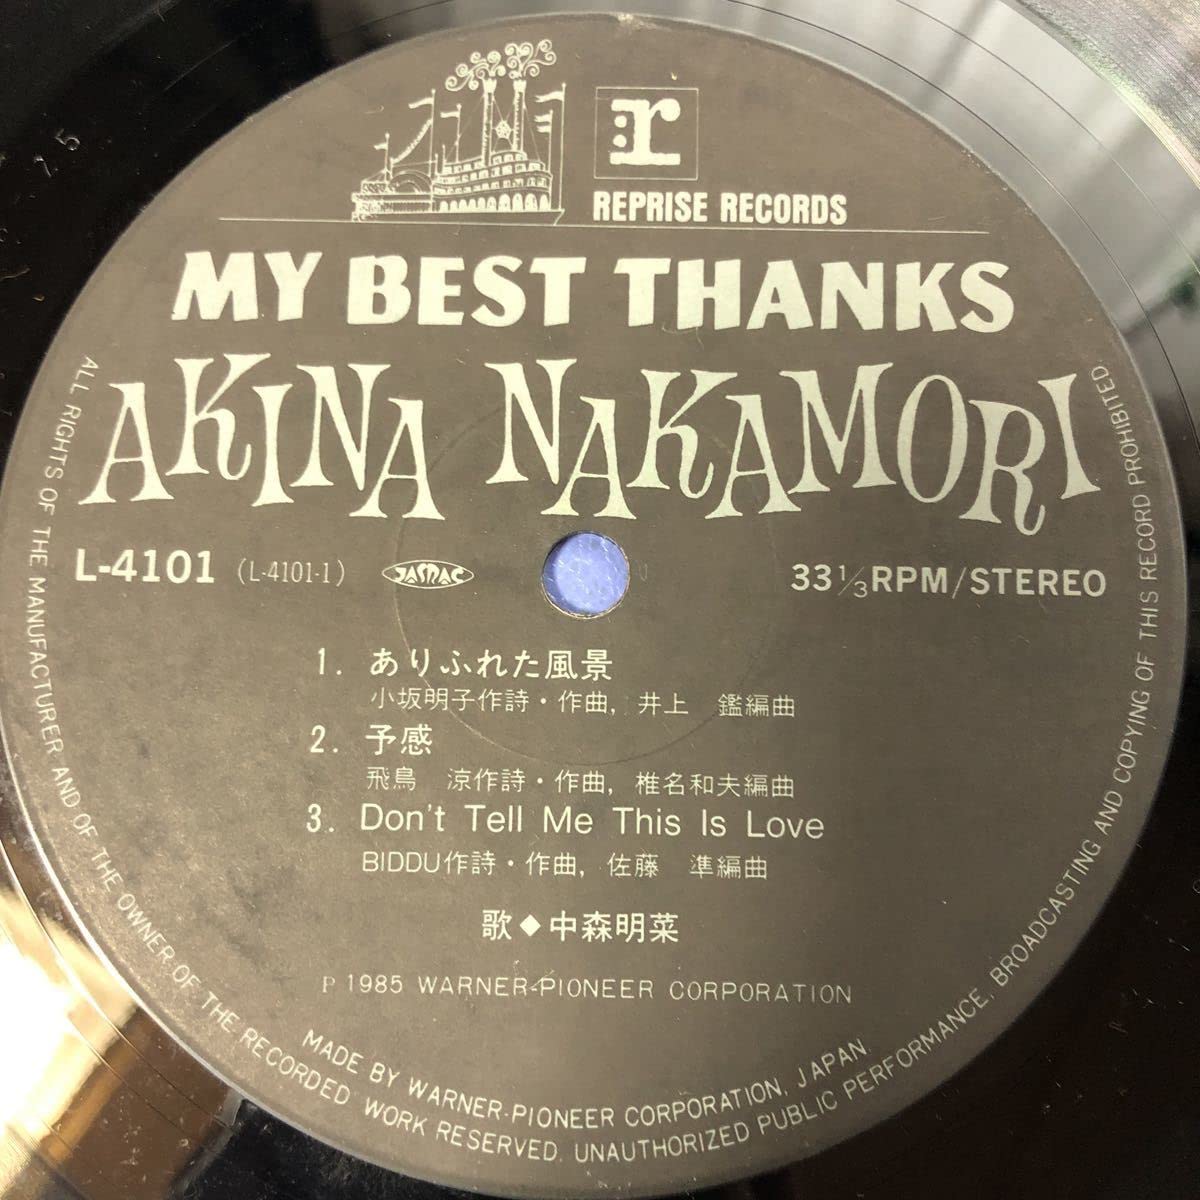 r
REPRISE RECORDS
MY BEST THANKS
AKINA NAKAMORI
L-4101 (L-4101-1) JASRAC 33 1/3 RPM/STEREO
1. ありふれた風景
小坂明子作詩・作曲, 井上 鑑編曲
2. 予感
飛鳥 涼作詩・作曲, 椎名和夫編曲
3. Don't Tell Me This Is Love
BIDDU作詩・作曲, 佐藤 準編曲
歌◆中森明菜
P 1985 WARNER-PIONEER CORPORATION
MADE BY WARNER-PIONEER CORPORATION, JAPAN.
ALL RIGHTS OF THE MANUFACTURER AND OF THE OWNER OF THE RECORDED WORK RESERVED. UNAUTHORIZED PUBLIC PERFORMANCE, BROADCASTING AND COPYING OF THIS RECORD PROHIBITED.